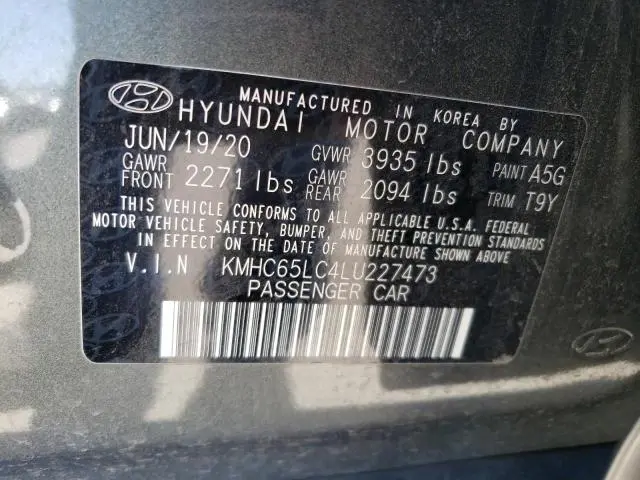 MANUFACTURED IN KOREA BY
HYUNDAI MOTOR COMPANY
JUN/19/20 GVWR 3935 lbs PAINT A5G
GAWR FRONT 2271 lbs GAWR REAR 2094 lbs TRIM T9Y
THIS VEHICLE CONFORMS TO ALL APPLICABLE U.S.A. FEDERAL
MOTOR VEHICLE SAFETY, BUMPER, AND THEFT PREVENTION STANDARDS
IN EFFECT ON THE DATE OF MANUFACTURE SHOWN ABOVE
V.I.N KMHC65LC4LU227473
PASSENGER CAR